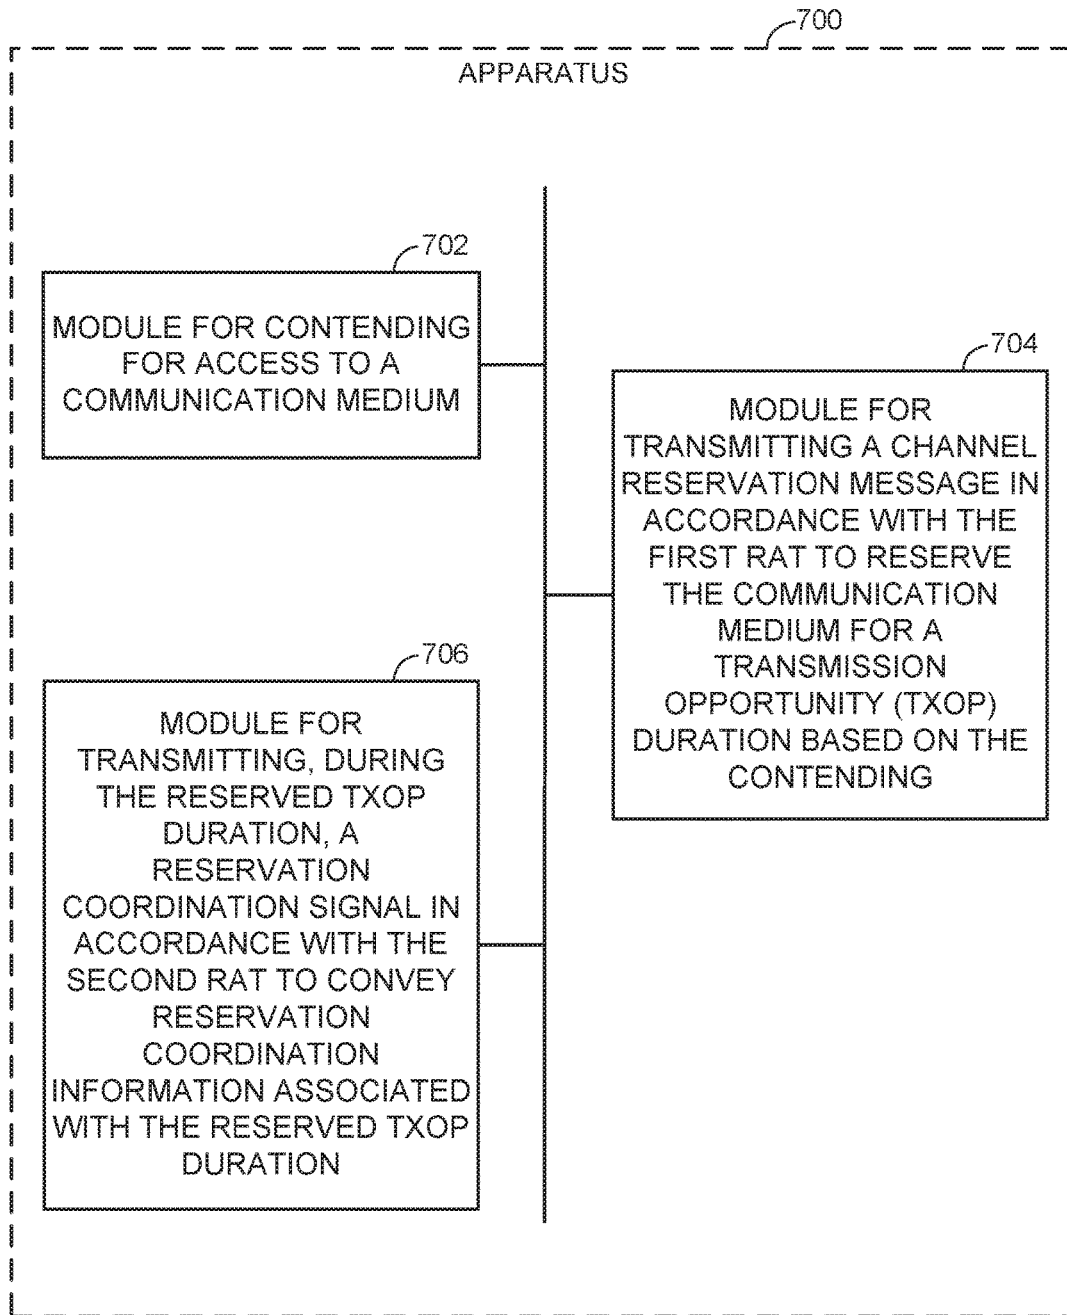 700
APPARATUS
702
MODULE FOR CONTENDING
FOR ACCESS TO A
COMMUNICATION MEDIUM
704
MODULE FOR
TRANSMITTING A CHANNEL
RESERVATION MESSAGE IN
ACCORDANCE WITH THE
FIRST RAT TO RESERVE
THE COMMUNICATION
MEDIUM FOR A
TRANSMISSION
OPPORTUNITY (TXOP)
DURATION BASED ON THE
CONTENDING
706
MODULE FOR
TRANSMITTING, DURING
THE RESERVED TXOP
DURATION, A
RESERVATION
COORDINATION SIGNAL IN
ACCORDANCE WITH THE
SECOND RAT TO CONVEY
RESERVATION
COORDINATION
INFORMATION ASSOCIATED
WITH THE RESERVED TXOP
DURATION